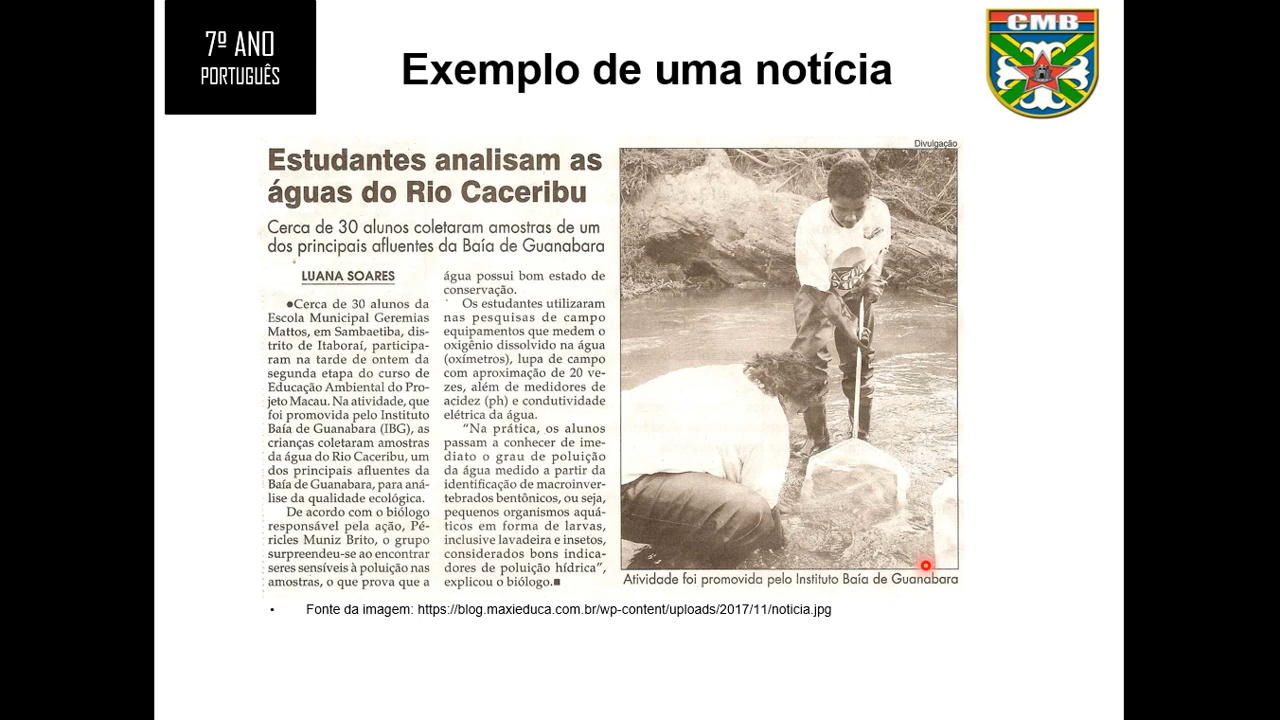 7º ANO
PORTUGUÊS
Exemplo de uma notícia
CMB
Divulgação
Estudantes analisam as
águas do Rio Caceribu
Cerca de 30 alunos coletaram amostras de um
dos principais afluentes da Baía de Guanabara
LUANA SOARES
●Cerca de 30 alunos da
Escola Municipal Geremias
Mattos, em Sambaetiba, dis-
trito de Itaboraí, participa-
ram na tarde de ontem da
segunda etapa do curso de
Educação Ambiental do Pro-
jeto Macau. Na atividade, que
foi promovida pelo Instituto
Baía de Guanabara (IBG), as
crianças coletaram amostras
da água do Rio Caceribu, um
dos principais afluentes da
Baía de Guanabara, para aná-
lise da qualidade ecológica.
De acordo com o biólogo
responsável pela ação, Pé-
ricles Muniz Brito, o grupo
surpreendeu-se ao encontrar
seres sensíveis à poluição nas
amostras, o que prova que a
água possui bom estado de
conservação.
Os estudantes utilizaram
nas pesquisas de campo
equipamentos que medem o
oxigênio dissolvido na água
(oxímetros), lupa de campo
com aproximação de 20 ve-
zes, além de medidores de
acidez (ph) e condutividade
elétrica da água.
"Na prática, os alunos
passam a conhecer de ime-
diato o grau de poluição
da água medido a partir da
identificação de macroinver-
tebrados bentônicos, ou seja,
pequenos organismos aquá-
ticos em forma de larvas,
inclusive lavadeira e insetos,
considerados bons indica-
dores de poluição hídrica",
explicou o biólogo.■
Atividade foi promovida pelo Instituto Baía de Guanabara
• Fonte da imagem: https://blog.maxieduca.com.br/wp-content/uploads/2017/11/noticia.jpg